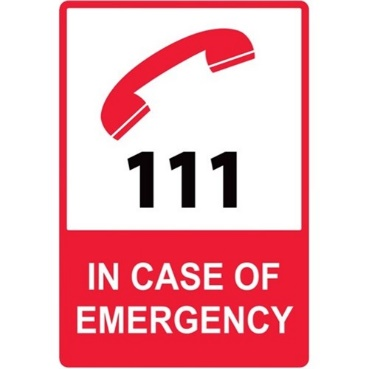 111
IN CASE OF
EMERGENCY